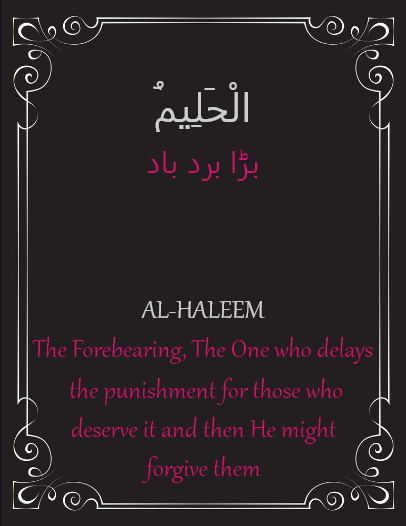 الْحَلِيمُ
بڑا برد باد
AL-HALEEM
The Forebearing, The One who delays
the punishment for those who
deserve it and then He might
forgive them